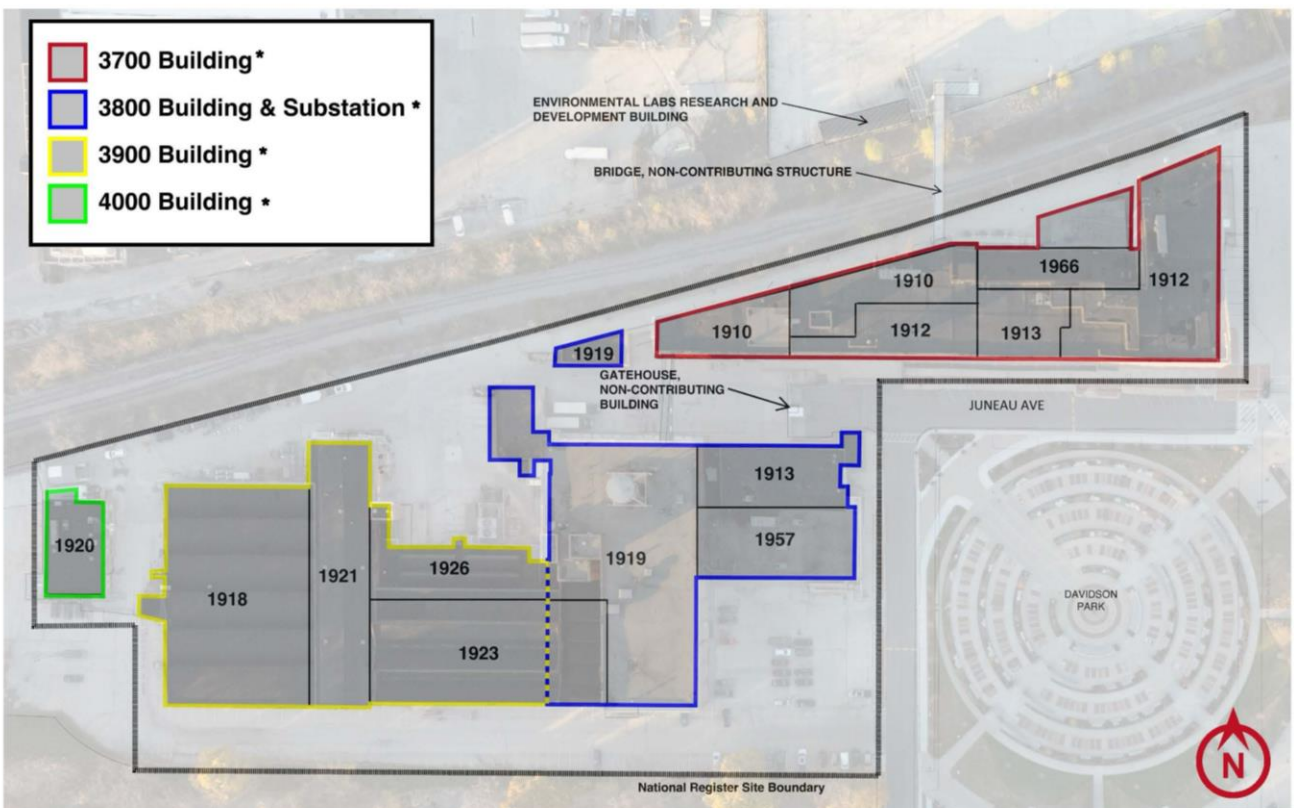 3700 Building*
3800 Building & Substation *
3900 Building *
4000 Building *
ENVIRONMENTAL LABS RESEARCH AND
DEVELOPMENT BUILDING
BRIDGE, NON-CONTRIBUTING STRUCTURE
1966
1910
1912
1910
1912
1913
1919
GATEHOUSE,
NON-CONTRIBUTING
BUILDING
JUNEAU AVE
1913
1957
1920
1919
1926
1921
1918
1923
DAVIDSON
PARK
N
National Register Site Boundary